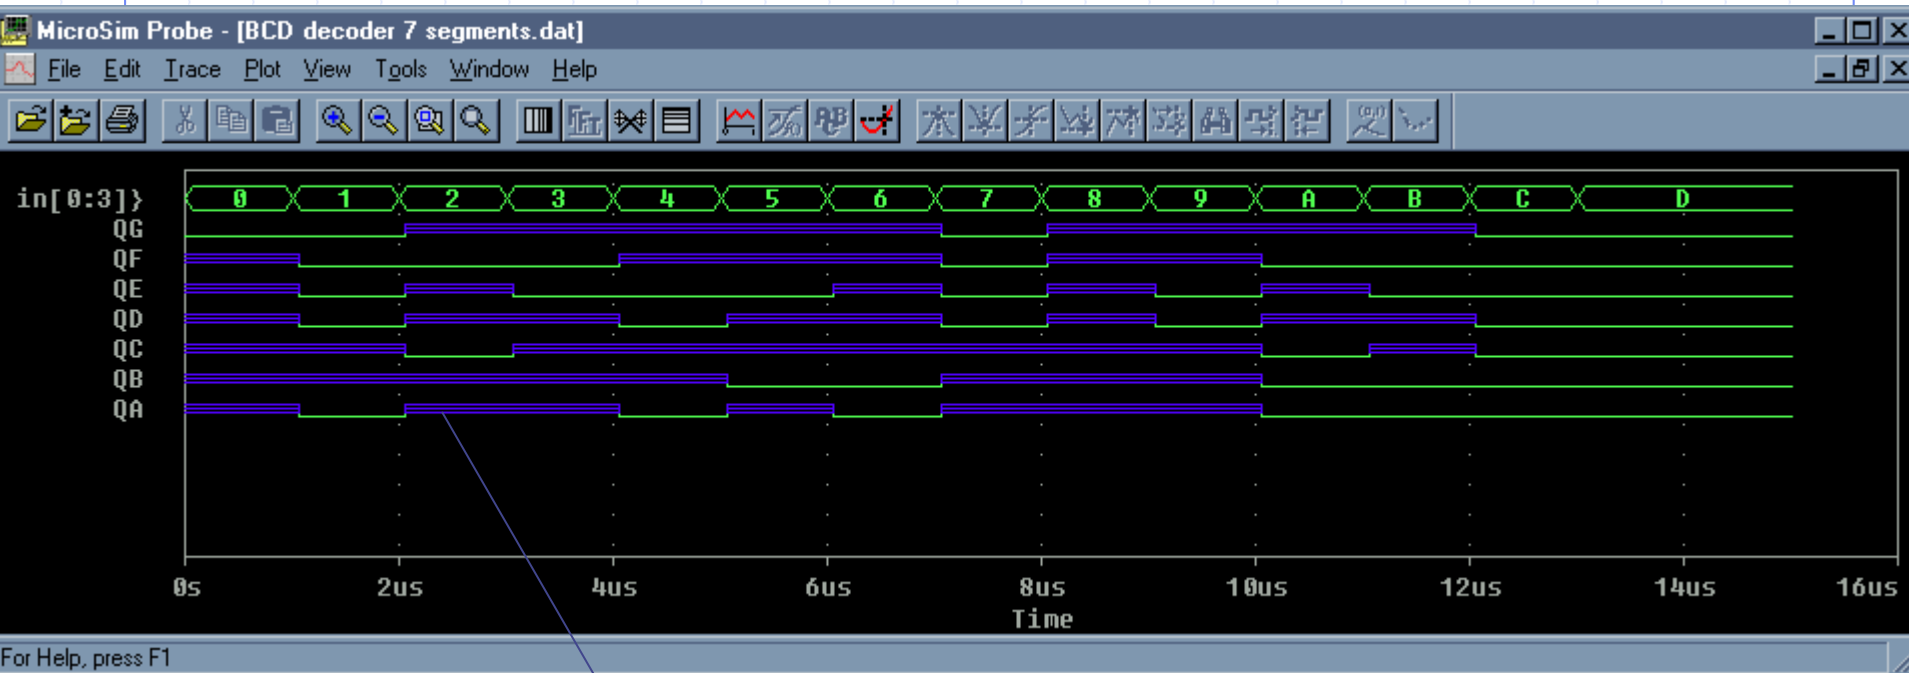 MicroSim Probe - [BCD decoder 7 segments.dat]
File Edit Trace Plot View Tools Window Help
in[0:3]} 0 1 2 3 4 5 6 7 8 9 A B C D
QG
QF
QE
QD
QC
QB
QA
0s 2us 4us 6us 8us 10us 12us 14us 16us
Time
For Help, press F1